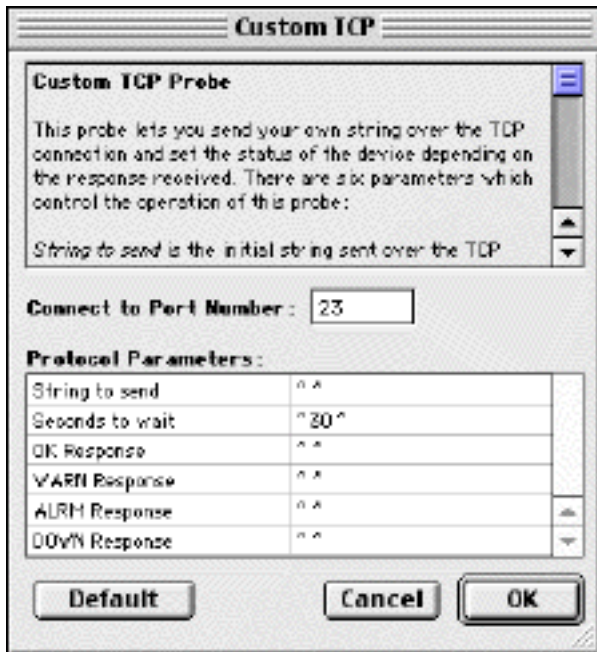 Custom TCP
Custom TCP Probe
This probe lets you send your own string over the TCP
connection and set the status of the device depending on
the response received. There are six parameters which
control the operation of this probe:
String to send is the initial string sent over the TCP
Connect to Port Number: 23
Protocol Parameters:
String to send ""
Seconds to wait "30"
OK Response ""
WARN Response ""
ALRM Response ""
DOWN Response ""
Default Cancel OK